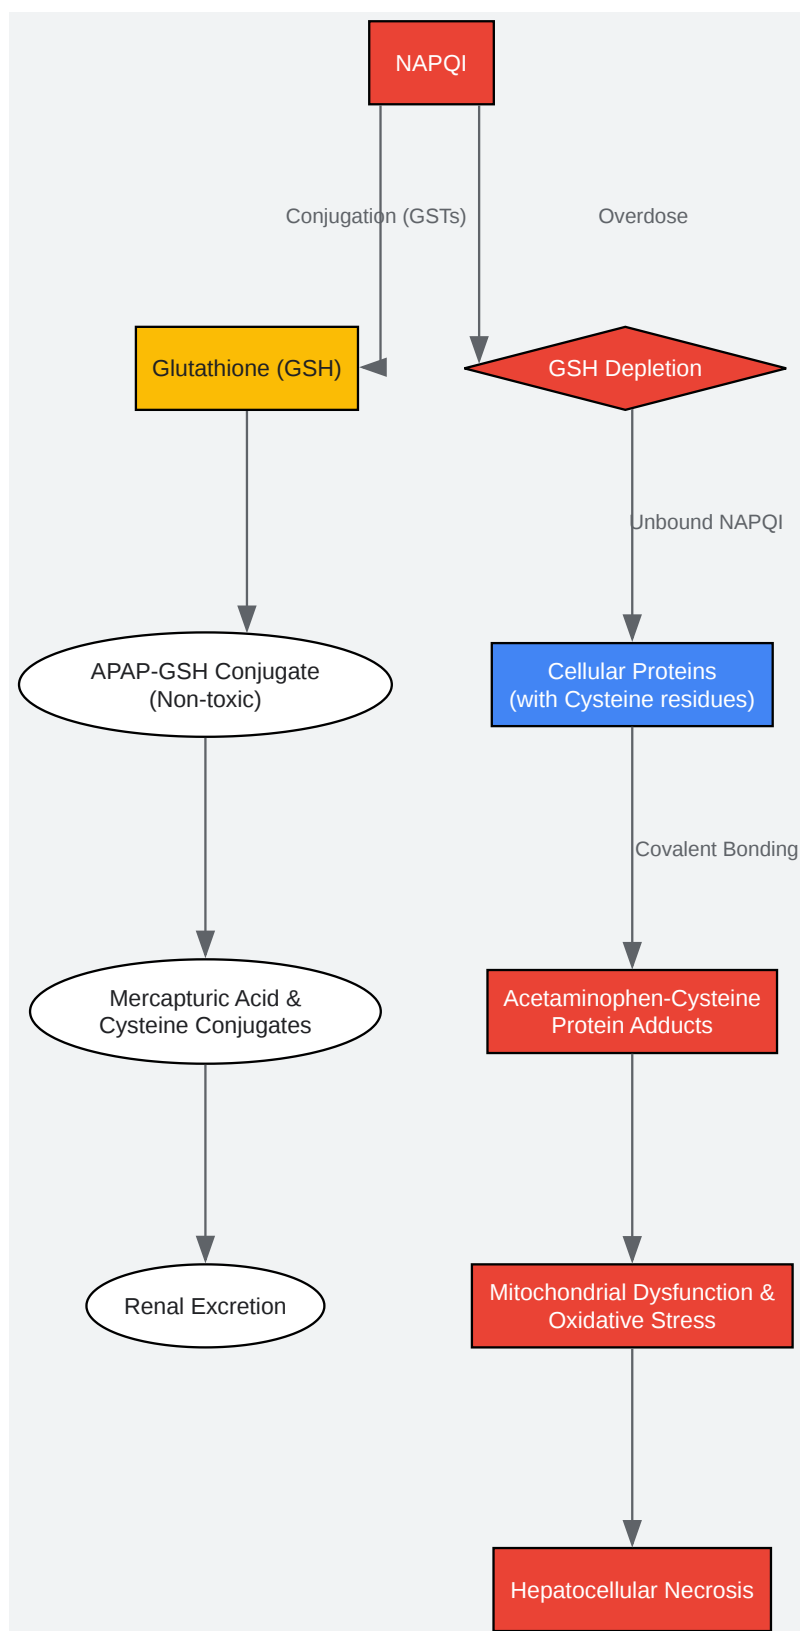 NAPQI
Conjugation (GSTs)
Overdose
Glutathione (GSH)
GSH Depletion
Unbound NAPQI
APAP-GSH Conjugate
(Non-toxic)
Cellular Proteins
(with Cysteine residues)
Covalent Bonding
Mercapturic Acid &
Cysteine Conjugates
Acetaminophen-Cysteine
Protein Adducts
Renal Excretion
Mitochondrial Dysfunction &
Oxidative Stress
Hepatocellular Necrosis